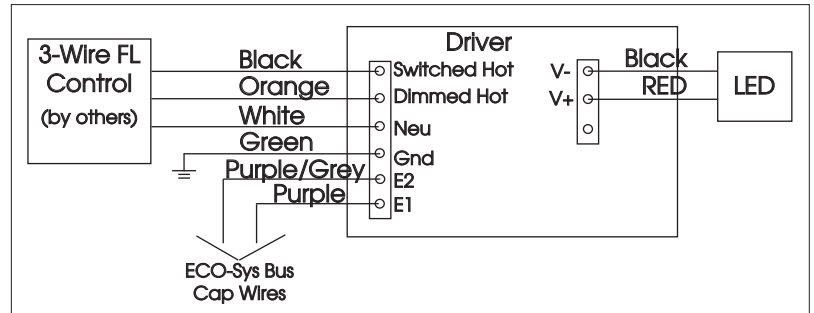 3-Wire FL
Control
(by others)
Black
Orange
White
Green
Purple/Grey
Purple
ECO-Sys Bus
Cap Wires
Driver
Switched Hot
Dimmed Hot
Neu
Gnd
E2
E1
V-
V+
Black
RED
LED